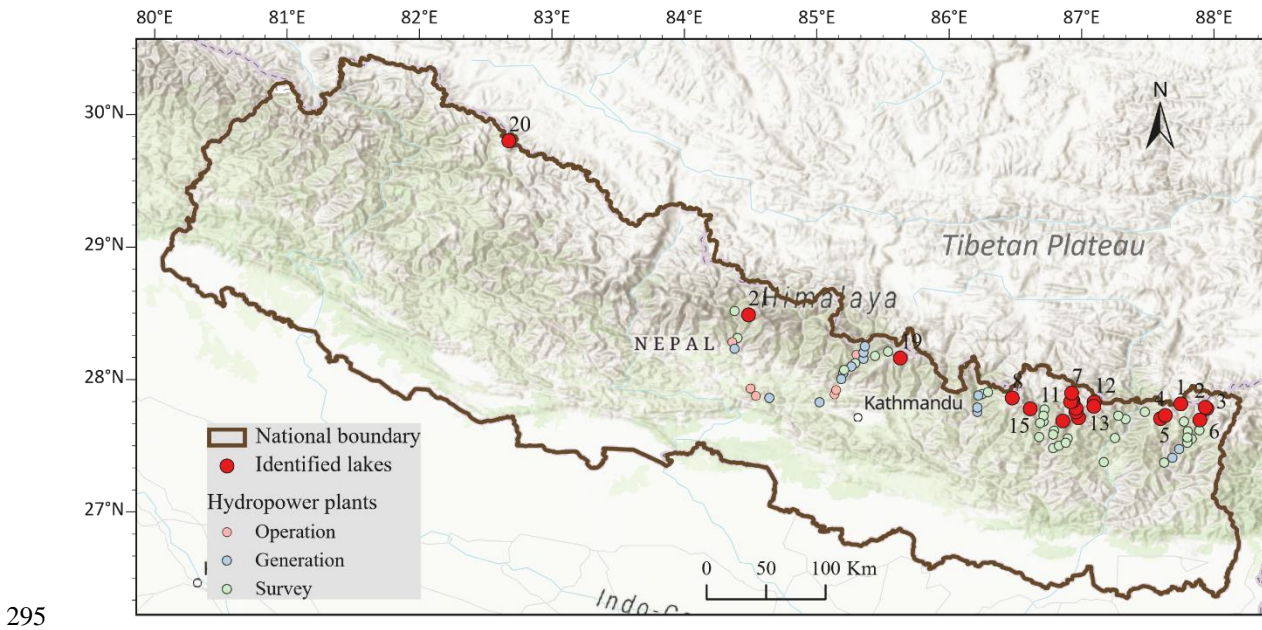 80°E 81°E 82°E 83°E 84°E 85°E 86°E 87°E 88°E
N
30°N
20
29°N
Tibetan Plateau
21
Himalaya
NEPAL
19
28°N
8
7
12
1
11
4
2
3
Kathmandu
15
13
5
6
National boundary
Identified lakes
27°N
Hydropower plants
Operation
Generation
Survey
0 50 100 Km
295